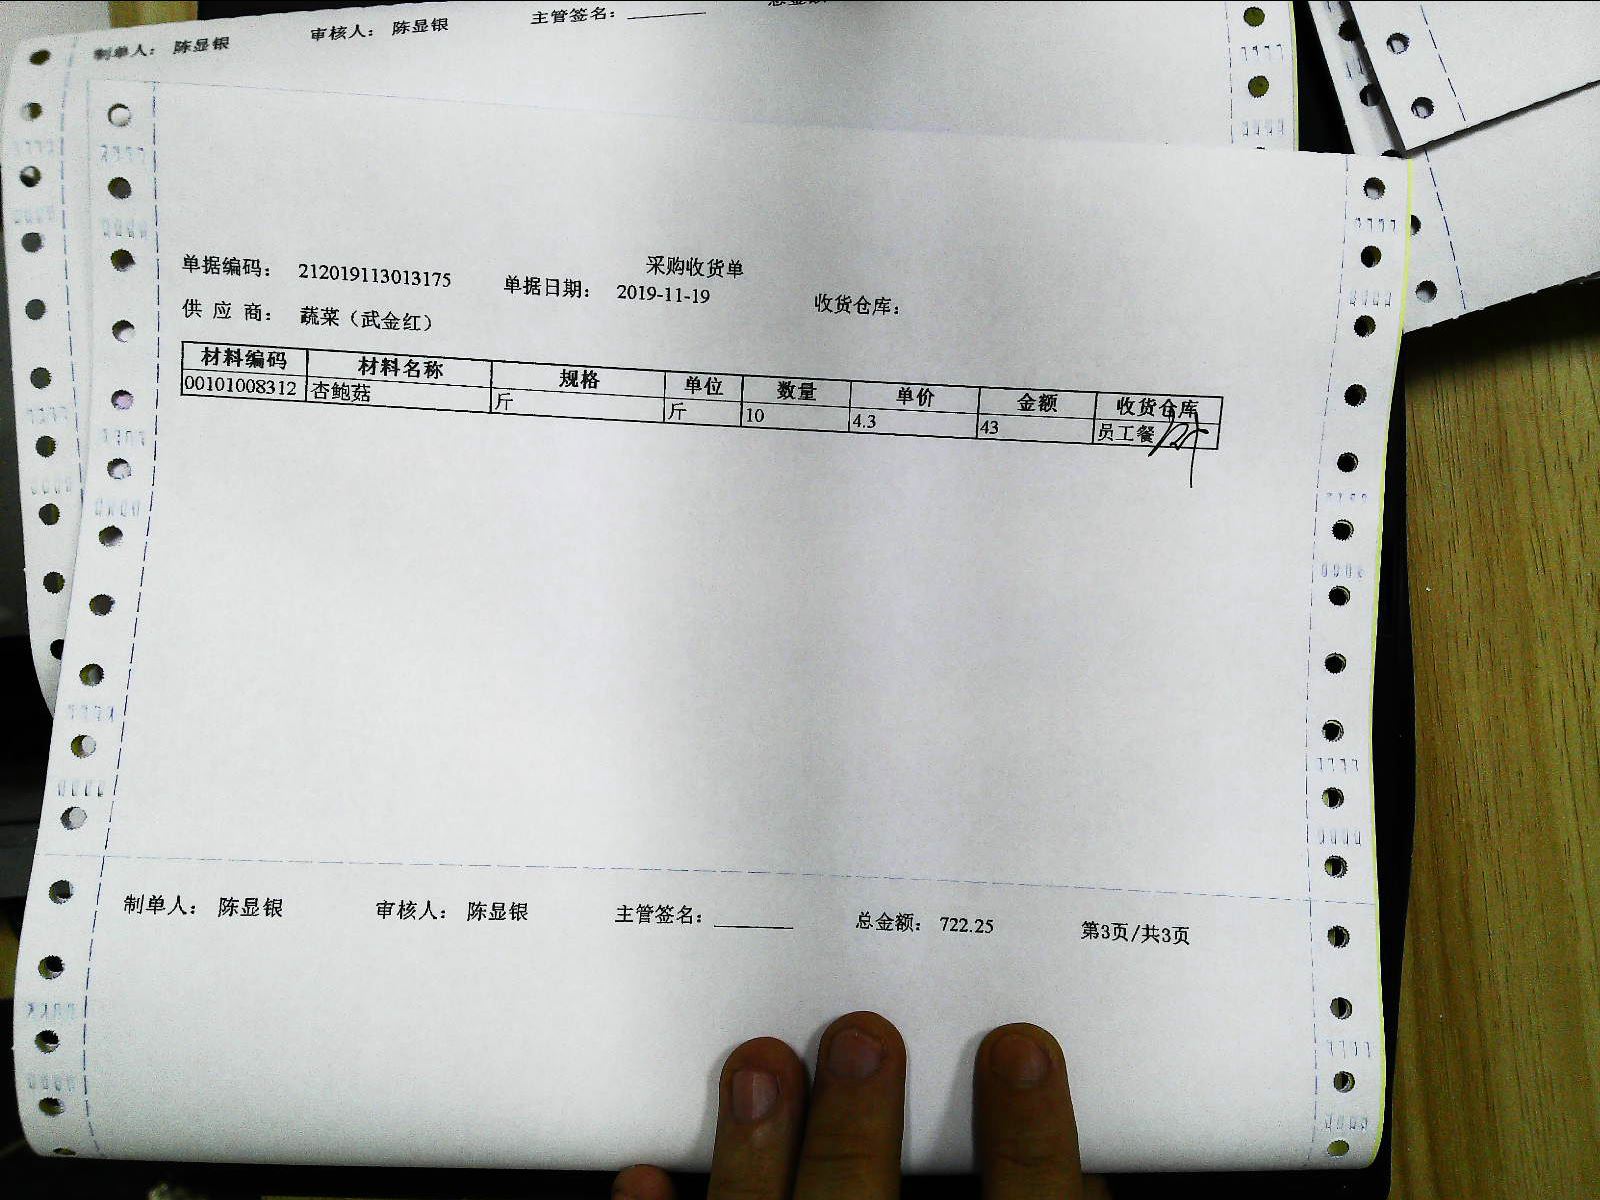 制单人： 陈显银 审核人： 陈显银 主管签名：
采购收货单
单据编码： 212019113013175 单据日期： 2019-11-19 收货仓库：
供 应 商： 蔬菜（武金红）
材料编码 材料名称 规格 单位 数量 单价 金额 收货仓库
00101008312 杏鲍菇 斤 斤 10 4.3 43 员工餐
制单人： 陈显银 审核人： 陈显银 主管签名： 总金额： 722.25 第3页/共3页